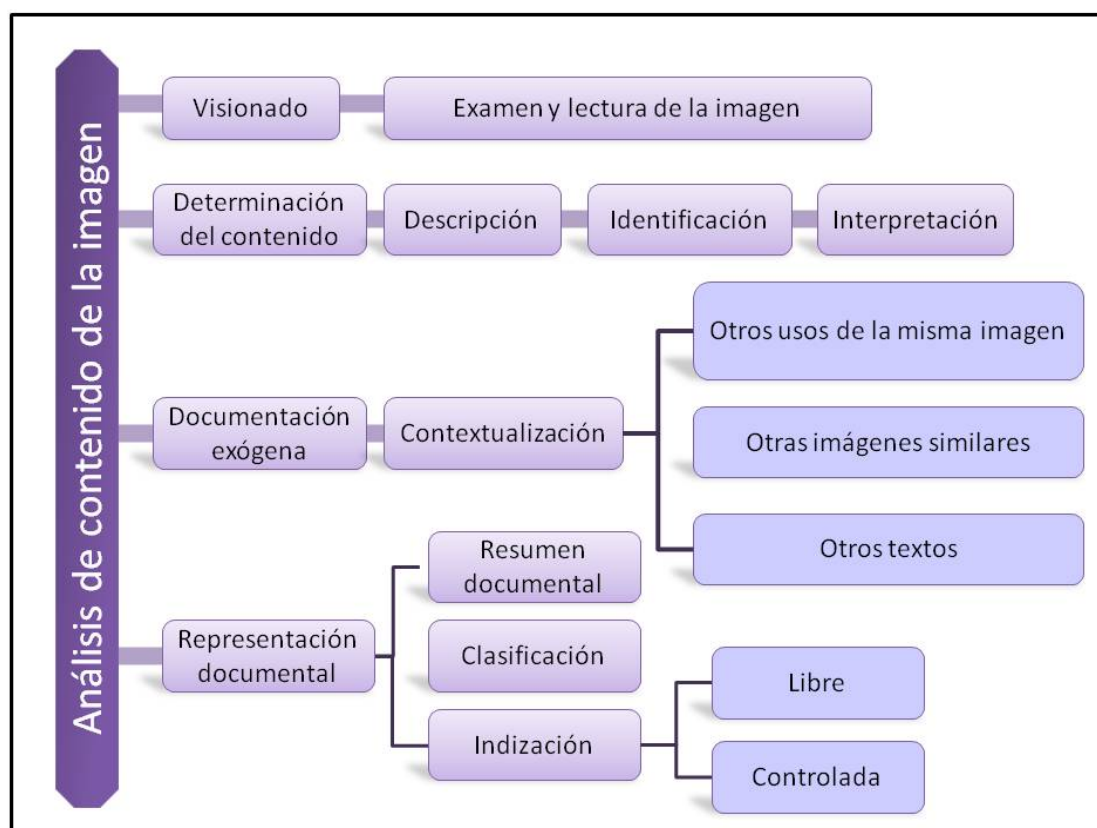 Análisis de contenido de la imagen
Visionado
Examen y lectura de la imagen
Determinación
del contenido
Descripción
Identificación
Interpretación
Documentación
exógena
Contextualización
Otros usos de la misma imagen
Otras imágenes similares
Otros textos
Representación
documental
Resumen
documental
Clasificación
Indización
Libre
Controlada